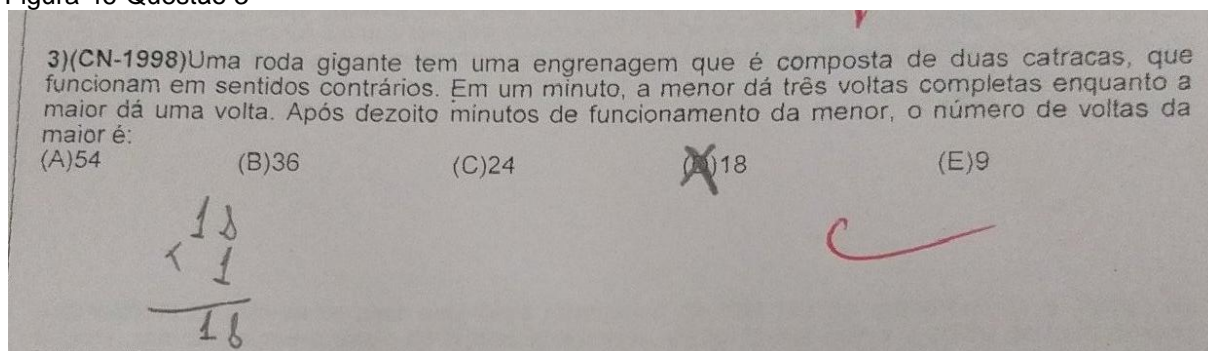 3)(CN-1998)Uma roda gigante tem uma engrenagem que é composta de duas catracas, que
funcionam em sentidos contrários. Em um minuto, a menor dá três voltas completas enquanto a
maior dá uma volta. Após dezoito minutos de funcionamento da menor, o número de voltas da
maior é:
(A)54 (B)36 (C)24 (D)18 (E)9
18
× 1
18